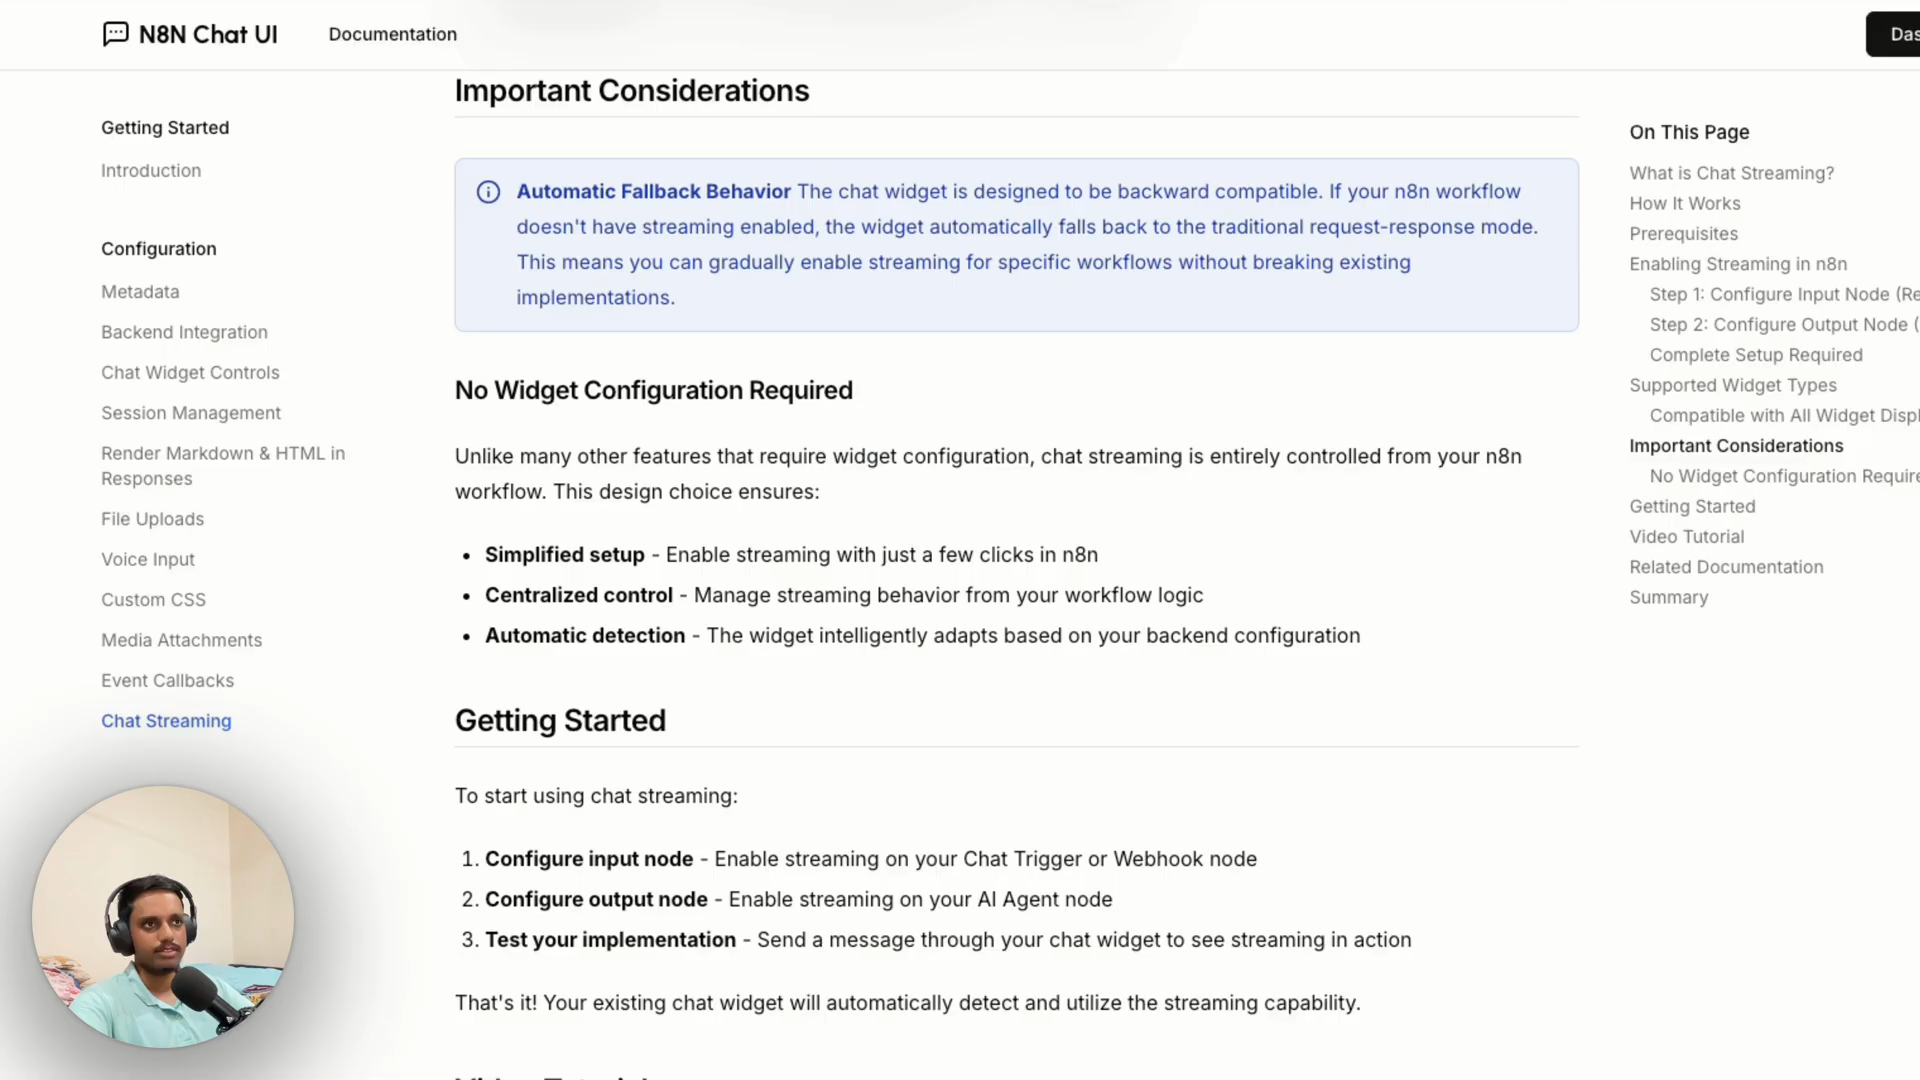 N8N Chat UI
Documentation
Das
Getting Started
Introduction
Configuration
Metadata
Backend Integration
Chat Widget Controls
Session Management
Render Markdown & HTML in
Responses
File Uploads
Voice Input
Custom CSS
Media Attachments
Event Callbacks
Chat Streaming
Important Considerations
Automatic Fallback Behavior The chat widget is designed to be backward compatible. If your n8n workflow
doesn't have streaming enabled, the widget automatically falls back to the traditional request-response mode.
This means you can gradually enable streaming for specific workflows without breaking existing
implementations.
No Widget Configuration Required
Unlike many other features that require widget configuration, chat streaming is entirely controlled from your n8n
workflow. This design choice ensures:
• Simplified setup - Enable streaming with just a few clicks in n8n
• Centralized control - Manage streaming behavior from your workflow logic
• Automatic detection - The widget intelligently adapts based on your backend configuration
Getting Started
To start using chat streaming:
1. Configure input node - Enable streaming on your Chat Trigger or Webhook node
2. Configure output node - Enable streaming on your AI Agent node
3. Test your implementation - Send a message through your chat widget to see streaming in action
That's it! Your existing chat widget will automatically detect and utilize the streaming capability.
On This Page
What is Chat Streaming?
How It Works
Prerequisites
Enabling Streaming in n8n
Step 1: Configure Input Node (Re
Step 2: Configure Output Node (
Complete Setup Required
Supported Widget Types
Compatible with All Widget Displ
Important Considerations
No Widget Configuration Require
Getting Started
Video Tutorial
Related Documentation
Summary